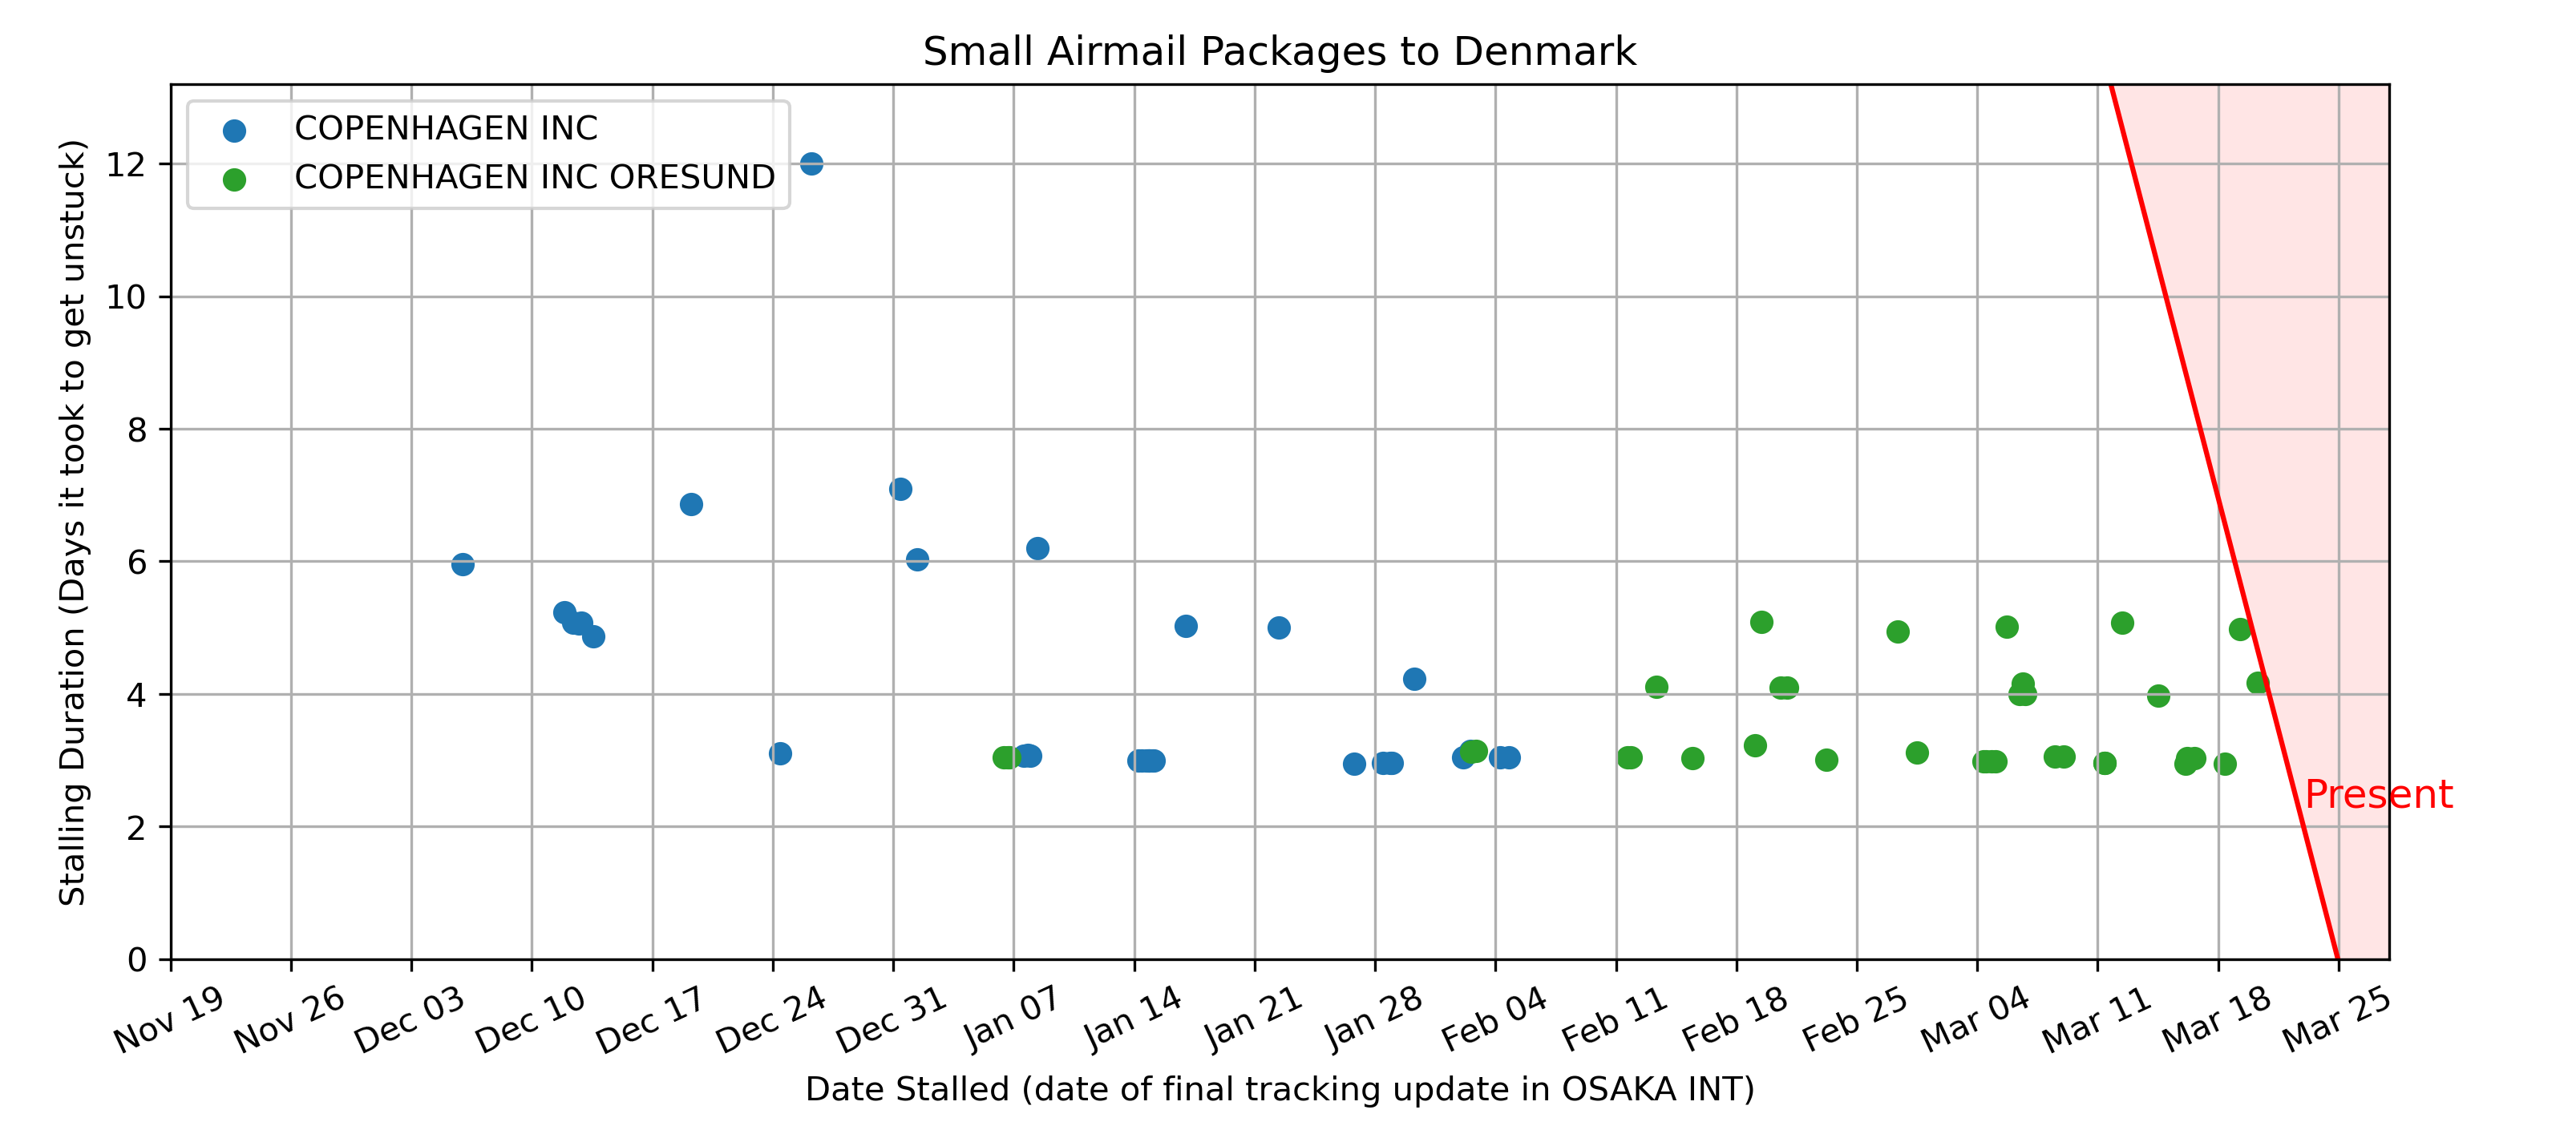 Small Airmail Packages to Denmark
COPENHAGEN INC
COPENHAGEN INC ORESUND
Stalling Duration (Days it took to get unstuck)
12
10
8
6
4
2
0
Present
Nov 19
Nov 26
Dec 03
Dec 10
Dec 17
Dec 24
Dec 31
Jan 07
Jan 14
Jan 21
Jan 28
Feb 04
Feb 11
Feb 18
Feb 25
Mar 04
Mar 11
Mar 18
Mar 25
Date Stalled (date of final tracking update in OSAKA INT)